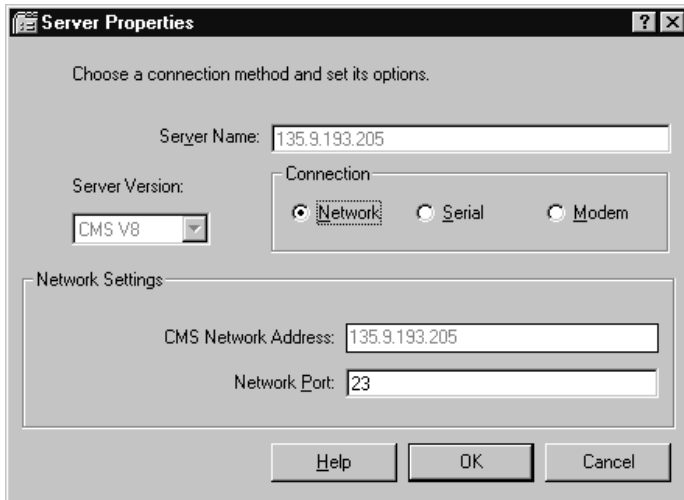 Server Properties
Choose a connection method and set its options.
Server Name: 135.9.193.205
Server Version:
CMS V8
Connection
Network Serial Modem
Network Settings
CMS Network Address: 135.9.193.205
Network Port: 23
Help OK Cancel